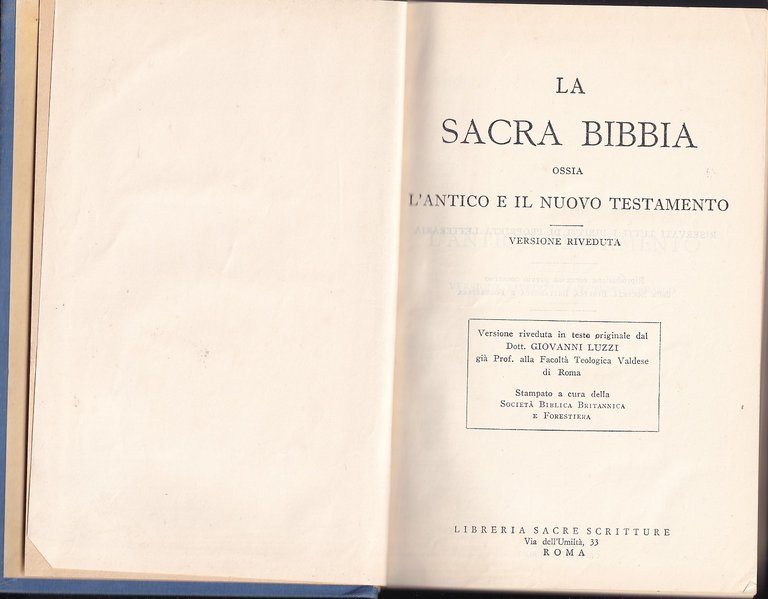 LA
SACRA BIBBIA
OSSIA
L'ANTICO E IL NUOVO TESTAMENTO
VERSIONE RIVEDUTA
Versione riveduta in testo originale dal
Dott. GIOVANNI LUZZI
già Prof. alla Facoltà Teologica Valdese
di Roma
Stampato a cura della
SOCIETÀ BIBLICA BRITANNICA
E FORESTIERA
LIBRERIA SACRE SCRITTURE
Via dell'Umiltà, 33
ROMA